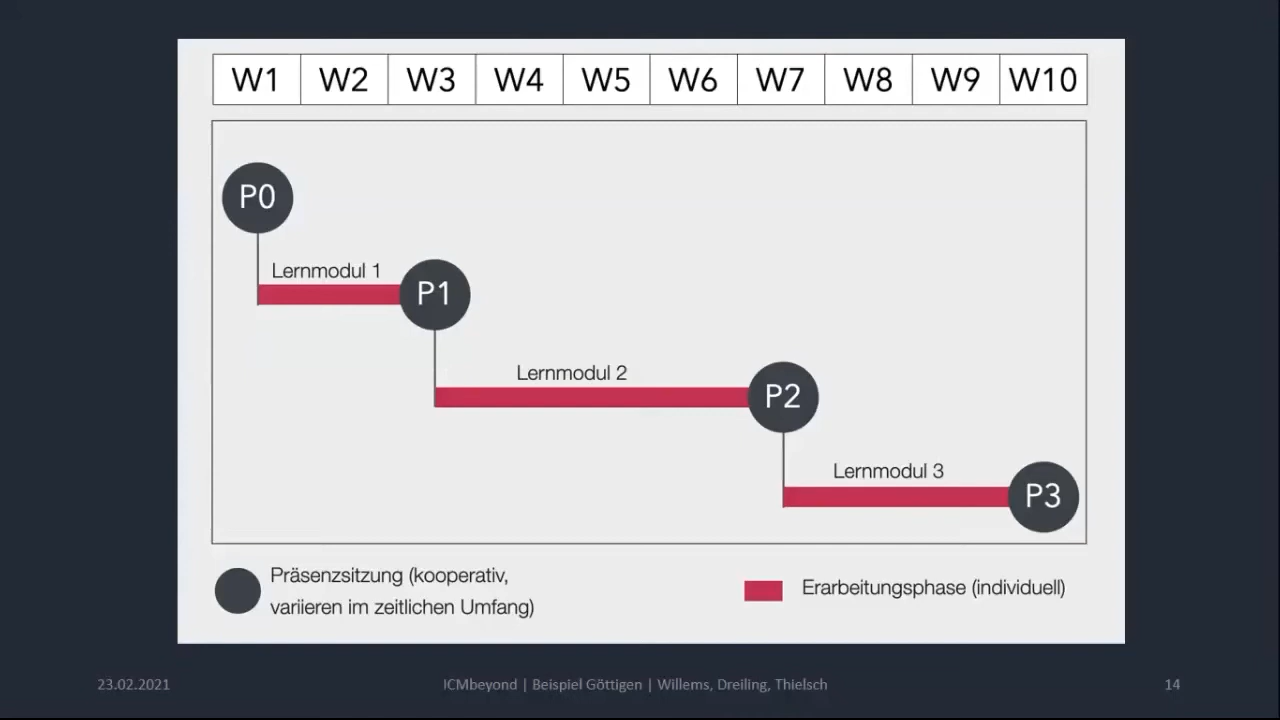 W1 W2 W3 W4 W5 W6 W7 W8 W9 W10
P0
Lernmodul 1
P1
Lernmodul 2
P2
Lernmodul 3
P3
Präsenzsitzung (kooperativ,
variieren im zeitlichen Umfang)
Erarbeitungsphase (individuell)
23.02.2021
ICMbeyond | Beispiel Göttigen | Willems, Dreiling, Thielsch
14